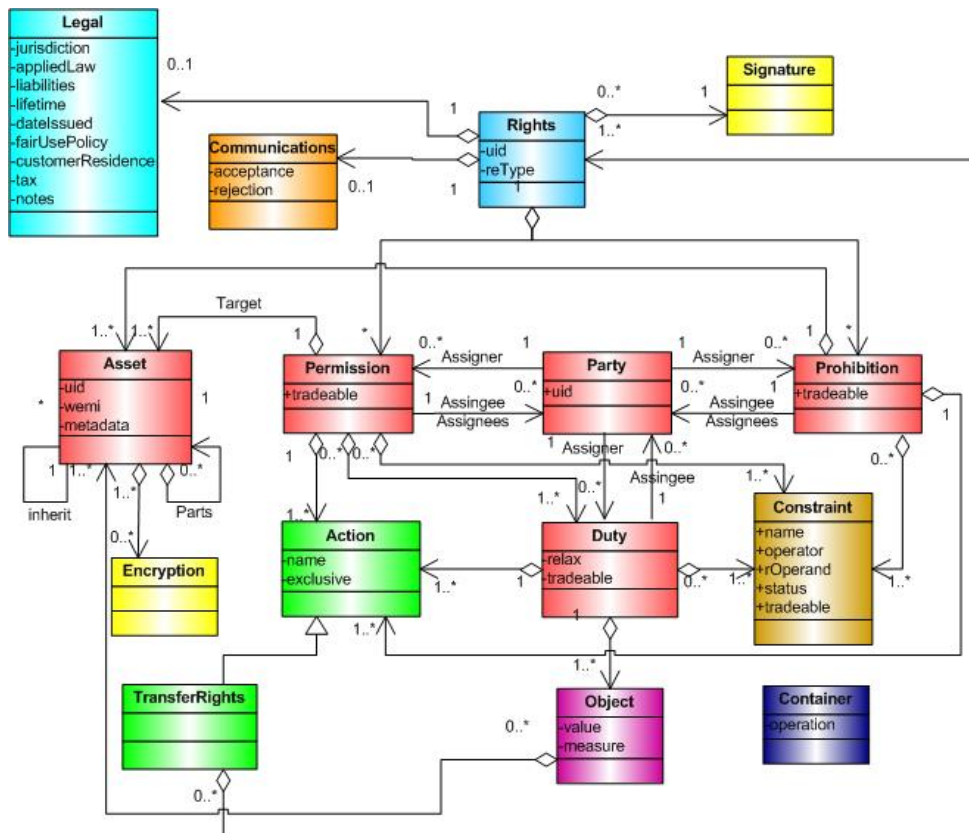 Legal
-jurisdiction
-appliedLaw
-liabilities
-lifetime
-dateIssued
-fairUsePolicy
-customerResidence
-tax
-notes
0..1
1
0..*
1
Signature
Rights
1..*
-uid
-reType
1
Communications
-acceptance
-rejection
0..1
1
Target
1..*
1..*
1
*
0..*
1
Assigner
1
Assigner
0..*
1
*
Asset
-uid
-wemi
-metadata
*
1
1
1..*
0..*
inherit
Parts
Permission
+tradeable
1
Assingee
Assignees
0..*
Party
+uid
0..*
Assingee
Assignees
1
Prohibition
+tradeable
1
1
0..*
0..*
1
Assigner
0..*
Assingee
1
0..*
1..*
0..*
1..*
1..*
0..*
1..*
Encryption
Action
-name
-exclusive
1..*
1
Duty
-relax
-tradeable
0..*
1..*
1
Constraint
+name
+operator
+rOperand
+status
+tradeable
1..*
1..*
1..*
TransferRights
0..*
0..*
Object
-value
-measure
Container
-operation